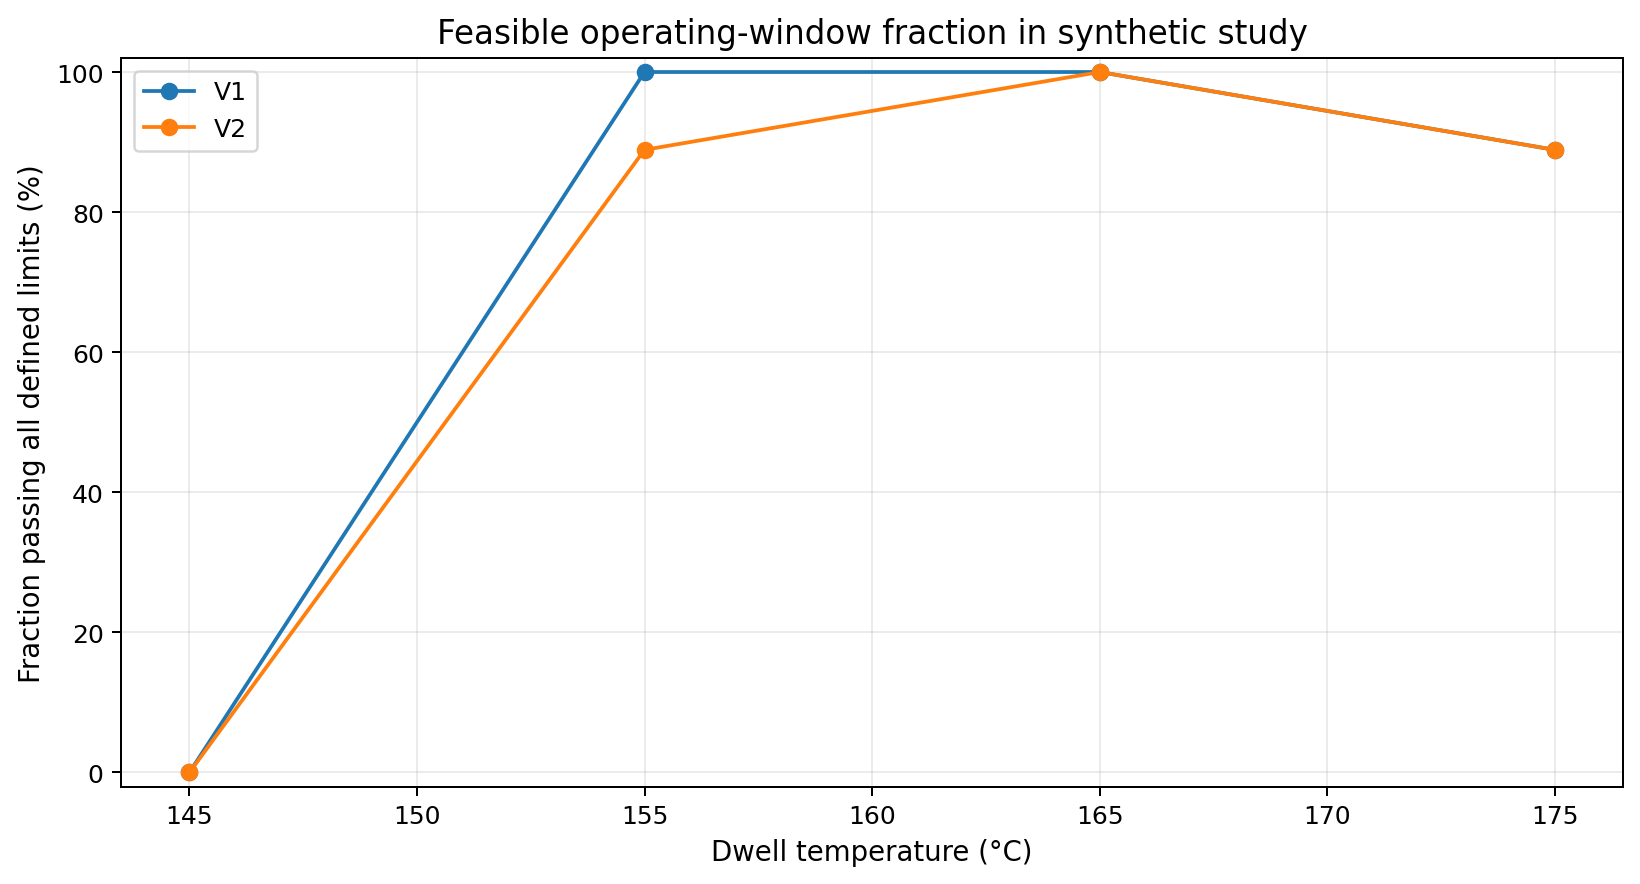 Feasible operating-window fraction in synthetic study
V1
V2
Fraction passing all defined limits (%)
100
80
60
40
20
0
145 150 155 160 165 170 175
Dwell temperature (°C)